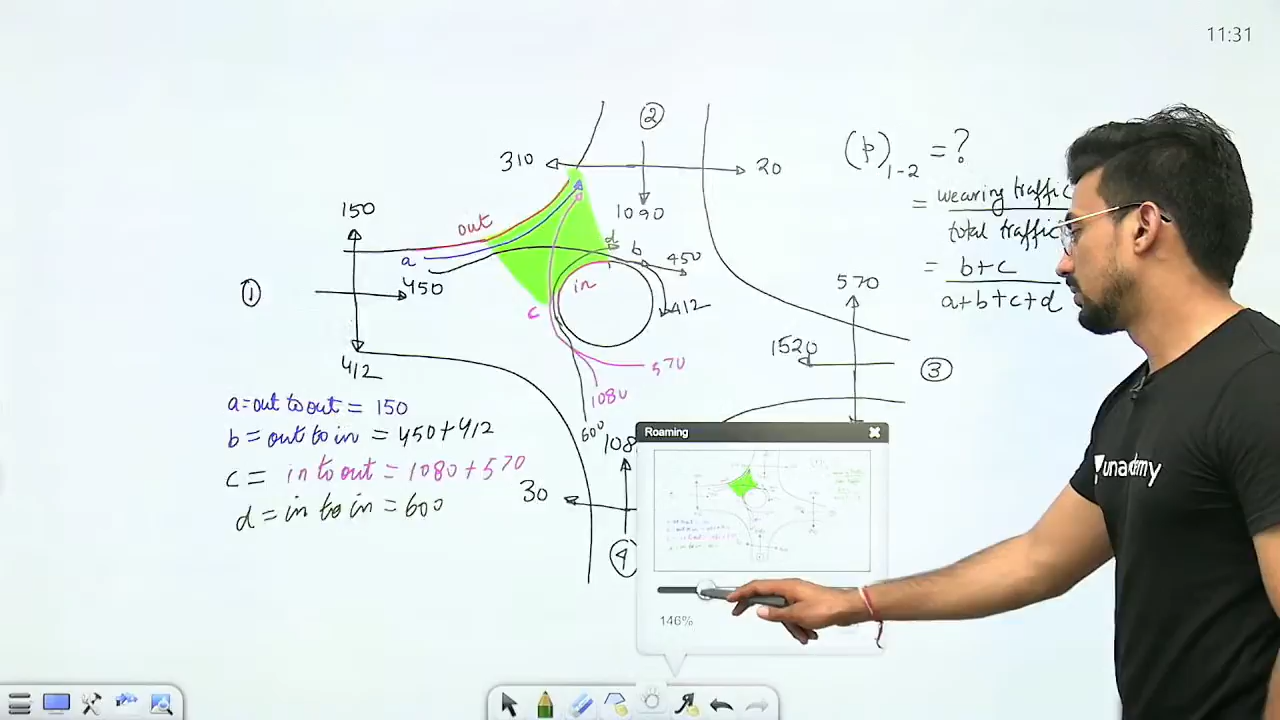 11:31
②
310
20
1090
150
out
a
450
①
412
d
b
450
in
412
c
570
1080
600
570
1520
③
(p)1-2 = ?
= wearing traffic
total traffic
= b+c
a+b+c+d
a=out to out = 150
b = out to in = 450+412
c = in to out = 1080+570
d = in to in = 600
30
108
④
Roaming
146%
unacademy